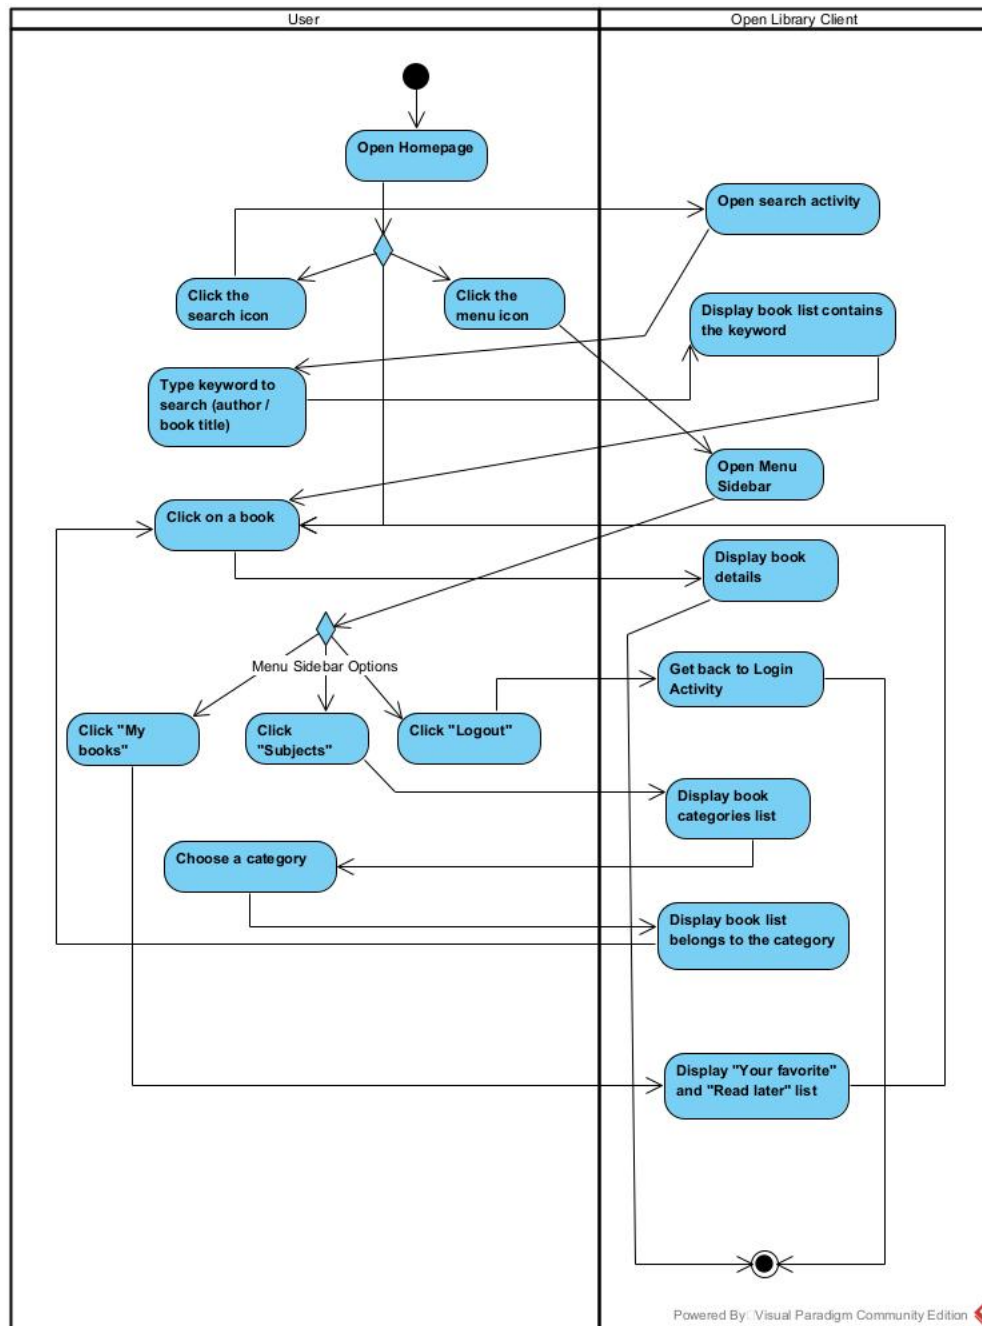 User
Open Library Client
Open Homepage
Open search activity
Click the
search icon
Click the
menu icon
Display book list contains
the keyword
Type keyword to
search (author /
book title)
Open Menu
Sidebar
Click on a book
Display book
details
Menu Sidebar Options
Get back to Login
Activity
Click "My
books"
Click
"Subjects"
Click "Logout"
Display book
categories list
Choose a category
Display book list
belongs to the category
Display "Your favorite"
and "Read later" list
Powered By Visual Paradigm Community Edition